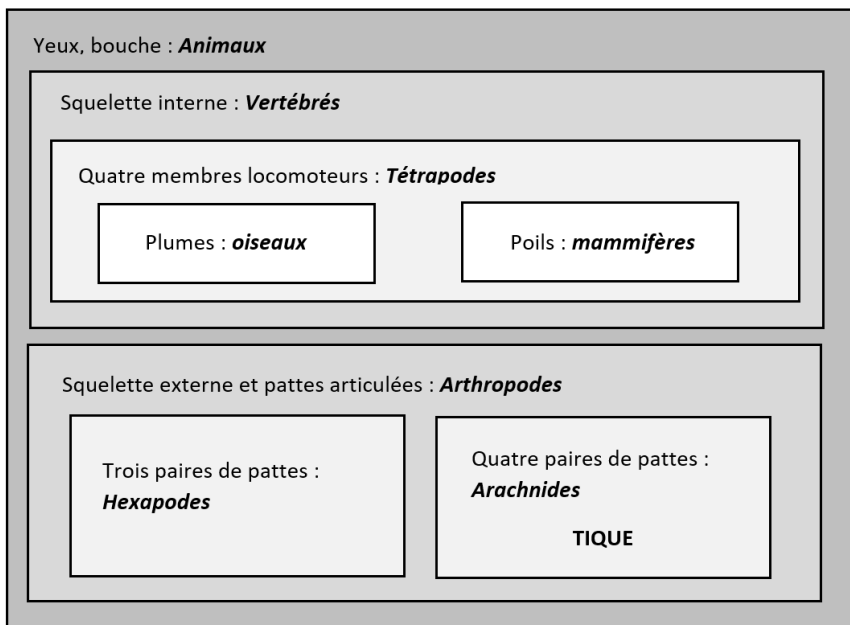 Yeux, bouche : Animaux
Squelette interne : Vertébrés
Quatre membres locomoteurs : Tétrapodes
Plumes : oiseaux
Poils : mammifères
Squelette externe et pattes articulées : Arthropodes
Trois paires de pattes :
Hexapodes
Quatre paires de pattes :
Arachnides
TIQUE